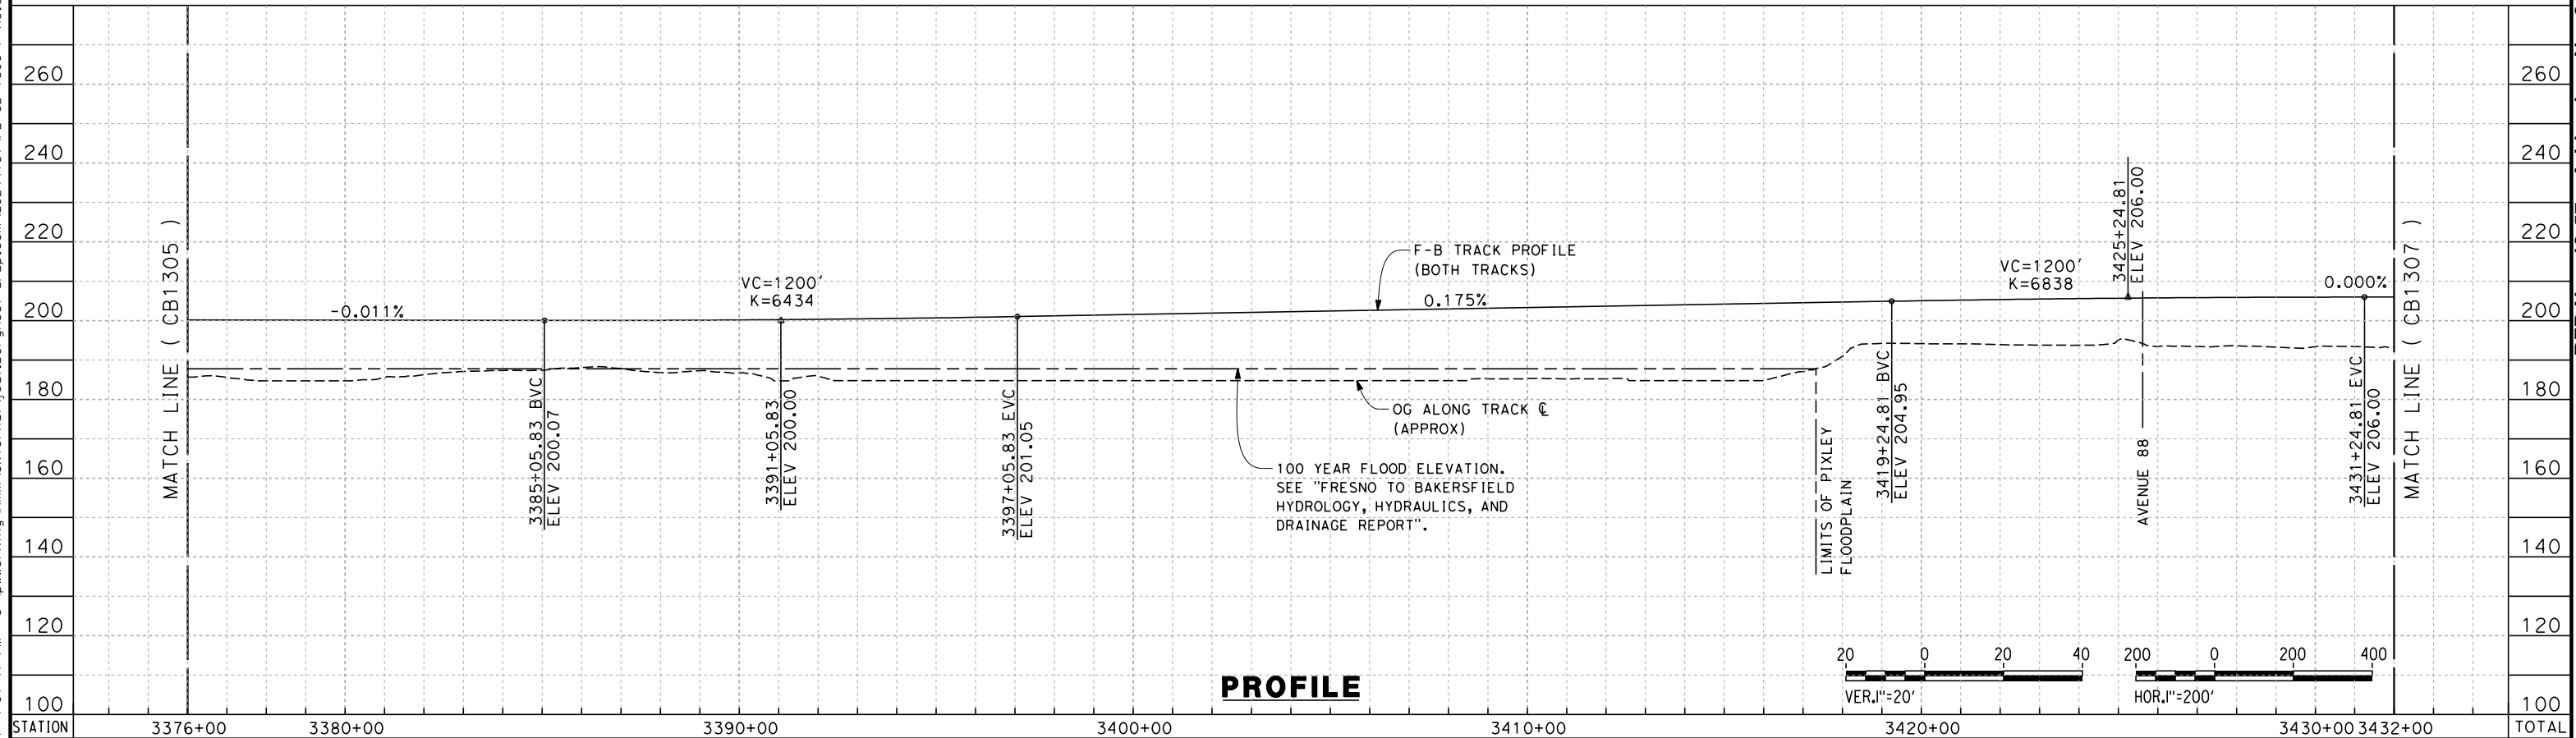 260
240
220
200
180
160
140
120
100
MATCH LINE ( CB1305 )
-0.011%
3385+05.83 BVC
ELEV 200.07
VC=1200'
K=6434
3391+05.83
ELEV 200.00
3397+05.83 EVC
ELEV 201.05
F-B TRACK PROFILE
(BOTH TRACKS)
0.175%
OG ALONG TRACK ℄
(APPROX)
100 YEAR FLOOD ELEVATION.
SEE "FRESNO TO BAKERSFIELD
HYDROLOGY, HYDRAULICS, AND
DRAINAGE REPORT".
LIMITS OF PIXLEY
FLOODPLAIN
3419+24.81 BVC
ELEV 204.95
VC=1200'
K=6838
3425+24.81
ELEV 206.00
AVENUE 88
0.000%
3431+24.81 EVC
ELEV 206.00
MATCH LINE ( CB1307 )
260
240
220
200
180
160
140
120
100
PROFILE
20 0 20 40
VER.1"=20'
200 0 200 400
HOR.1"=200'
STATION 3376+00 3380+00 3390+00 3400+00 3410+00 3420+00 3430+00 3432+00 TOTAL